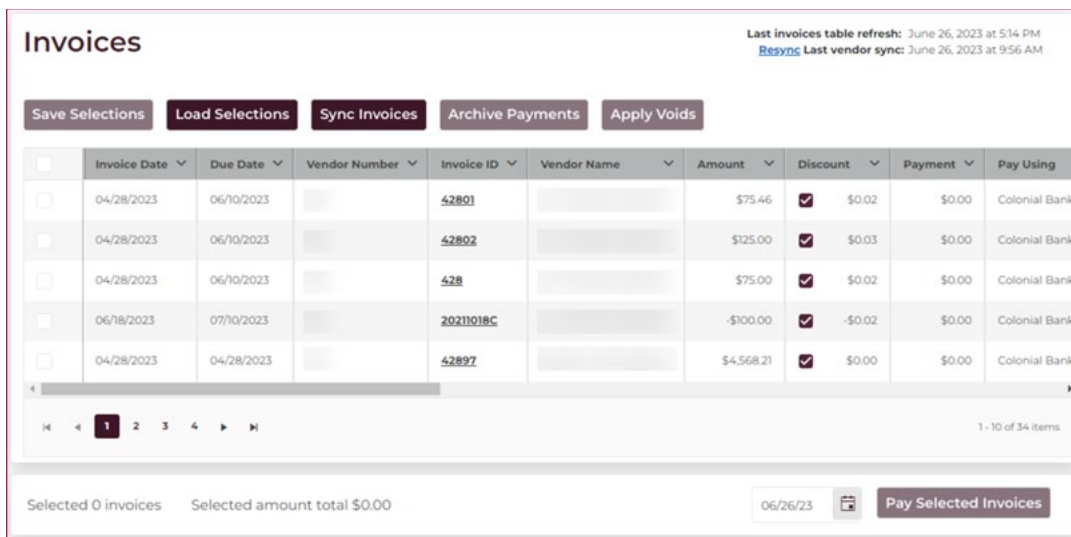 Invoices
Last invoices table refresh: June 26, 2023 at 5:14 PM
Resync Last vendor sync: June 26, 2023 at 9:56 AM
Save Selections Load Selections Sync Invoices Archive Payments Apply Voids
Invoice Date Due Date Vendor Number Invoice ID Vendor Name Amount Discount Payment Pay Using
04/28/2023 06/10/2023 42801 $75.46 $0.02 $0.00 Colonial Bank
04/28/2023 06/10/2023 42802 $125.00 $0.03 $0.00 Colonial Bank
04/28/2023 06/10/2023 428 $75.00 $0.02 $0.00 Colonial Bank
06/18/2023 07/10/2023 20211018C -$100.00 -$0.02 $0.00 Colonial Bank
04/28/2023 04/28/2023 42897 $4,568.21 $0.00 $0.00 Colonial Bank
1 2 3 4 1 - 10 of 34 items
Selected 0 invoices Selected amount total $0.00 06/26/23 Pay Selected Invoices